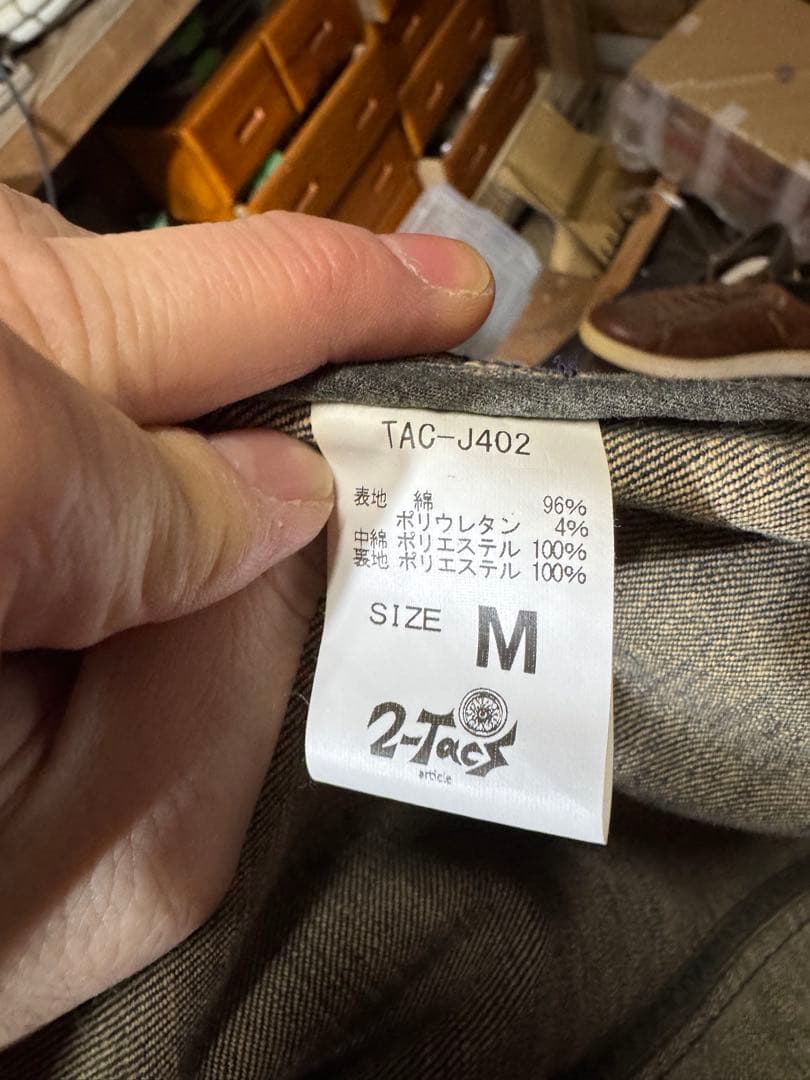 TAC-J402
表地 綿 96%
ポリウレタン 4%
中綿 ポリエステル 100%
裏地 ポリエステル 100%
SIZE M
2-Tacs
article